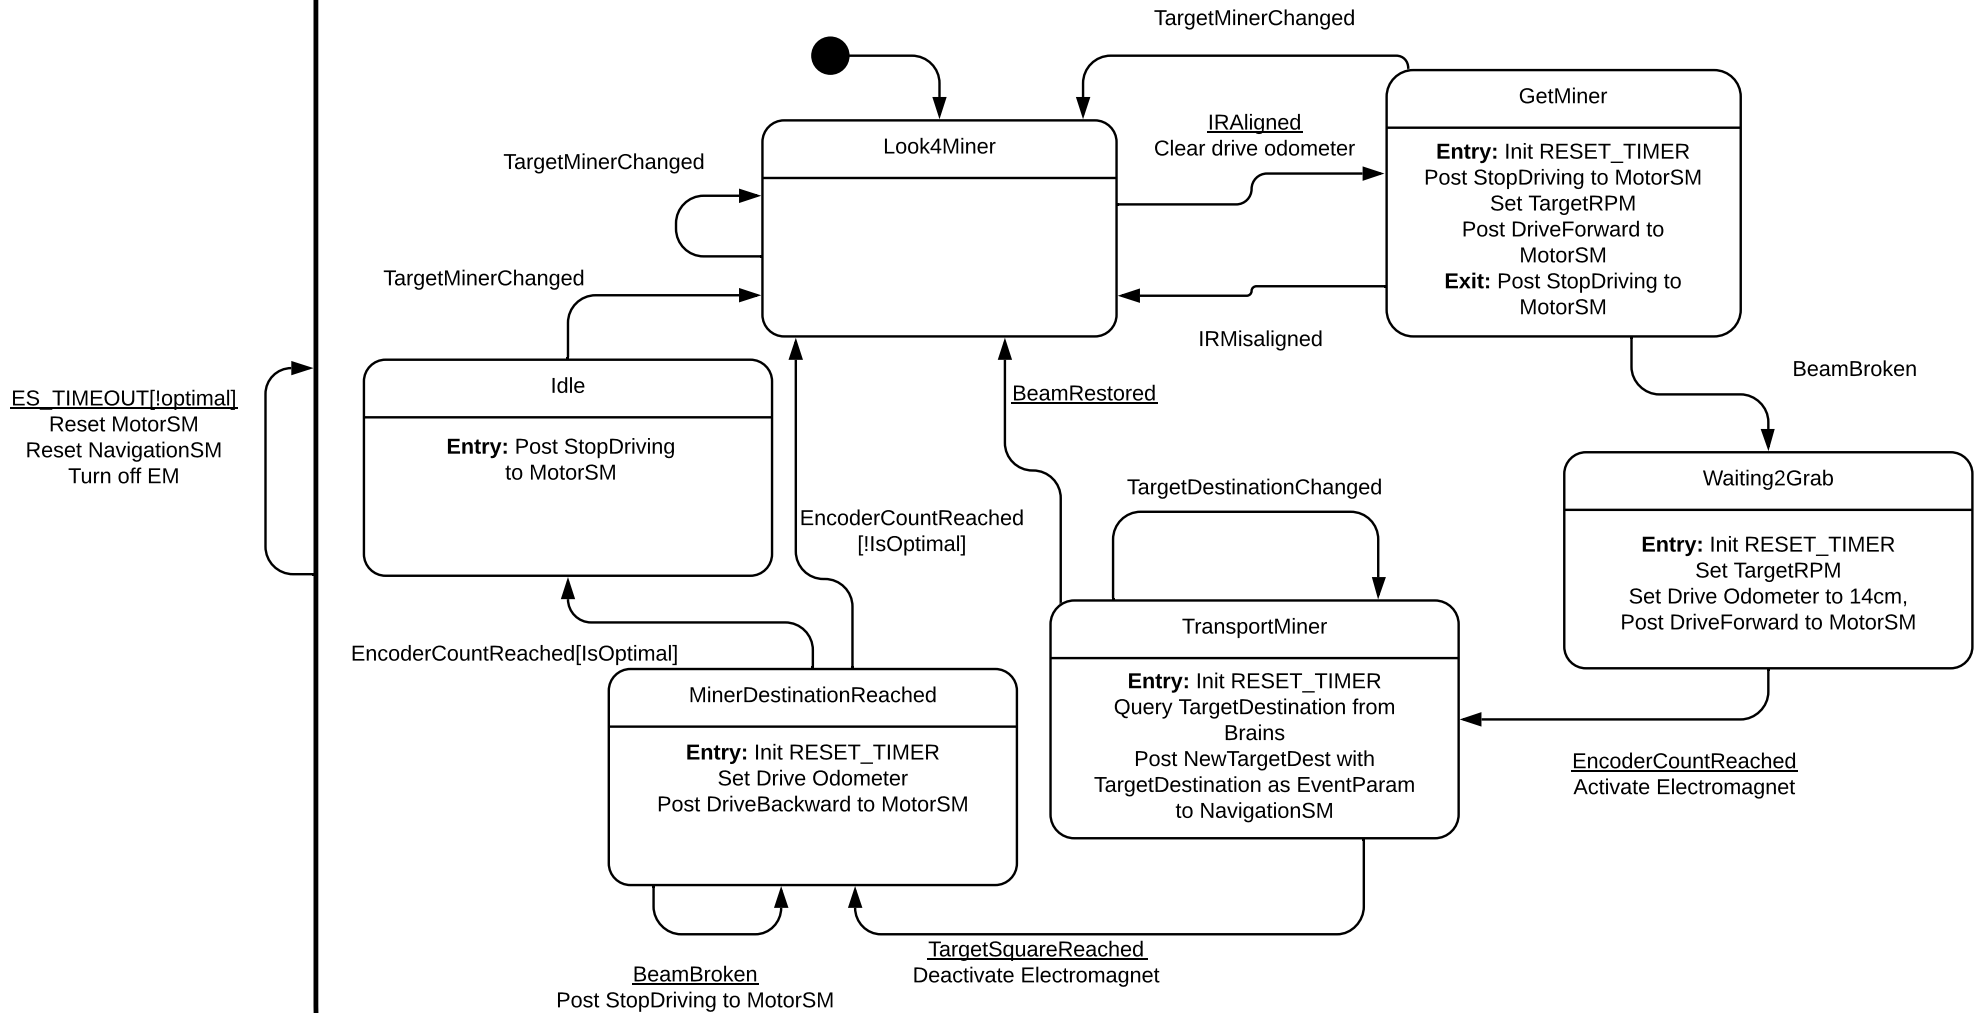 TargetMinerChanged
GetMiner
Entry: Init RESET_TIMER
Post StopDriving to MotorSM
Set TargetRPM
Post DriveForward to
MotorSM
Exit: Post StopDriving to
MotorSM
IRAligned
Clear drive odometer
Look4Miner
TargetMinerChanged
TargetMinerChanged
IRMisaligned
BeamBroken
Idle
Entry: Post StopDriving
to MotorSM
ES_TIMEOUT[!optimal]
Reset MotorSM
Reset NavigationSM
Turn off EM
BeamRestored
Waiting2Grab
Entry: Init RESET_TIMER
Set TargetRPM
Set Drive Odometer to 14cm,
Post DriveForward to MotorSM
TargetDestinationChanged
EncoderCountReached
[!IsOptimal]
TransportMiner
Entry: Init RESET_TIMER
Query TargetDestination from
Brains
Post NewTargetDest with
TargetDestination as EventParam
to NavigationSM
EncoderCountReached[IsOptimal]
MinerDestinationReached
Entry: Init RESET_TIMER
Set Drive Odometer
Post DriveBackward to MotorSM
EncoderCountReached
Activate Electromagnet
TargetSquareReached
Deactivate Electromagnet
BeamBroken
Post StopDriving to MotorSM